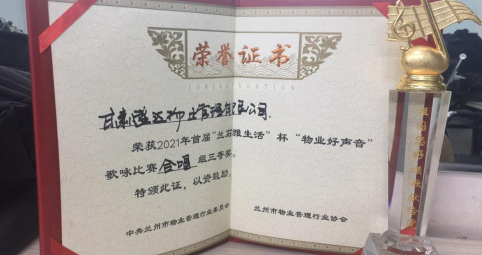 荣誉证书
CONGRATULATION
甘肃 物业管理有限公司
荣获2021年首届“兰石雅生活”杯“物业好声音”
歌咏比赛合唱组三等奖。
特颁此证，以资鼓励。
中共兰州市物业管理行业委员会
兰州市物业管理行业协会